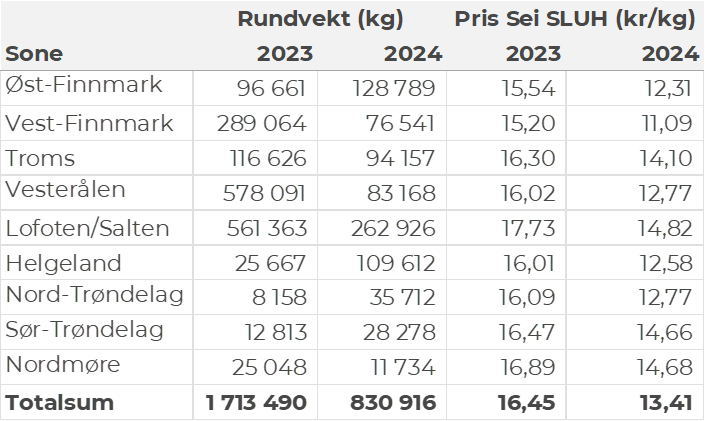 Rundvekt (kg) Pris Sei SLUH (kr/kg)
Sone 2023 2024 2023 2024
Øst-Finnmark 96 661 128 789 15,54 12,31
Vest-Finnmark 289 064 76 541 15,20 11,09
Troms 116 626 94 157 16,30 14,10
Vesterålen 578 091 83 168 16,02 12,77
Lofoten/Salten 561 363 262 926 17,73 14,82
Helgeland 25 667 109 612 16,01 12,58
Nord-Trøndelag 8 158 35 712 16,09 12,77
Sør-Trøndelag 12 813 28 278 16,47 14,66
Nordmøre 25 048 11 734 16,89 14,68
Totalsum 1 713 490 830 916 16,45 13,41